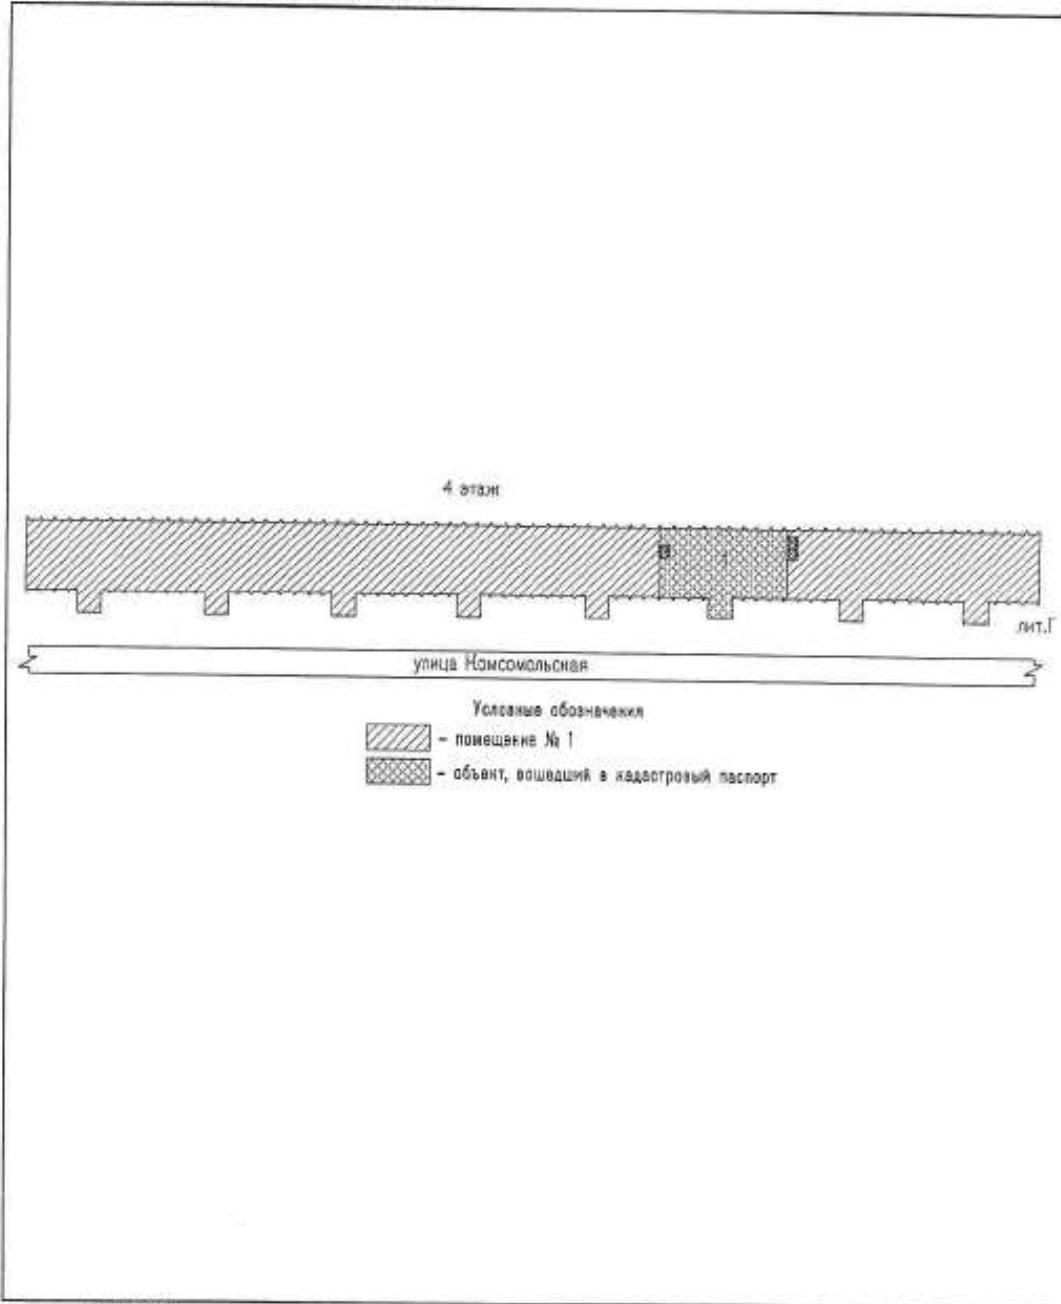 4 этаж
лит.Г
улица Комсомольская
Условные обозначения
- помещение № 1
- объект, вошедший в кадастровый паспорт